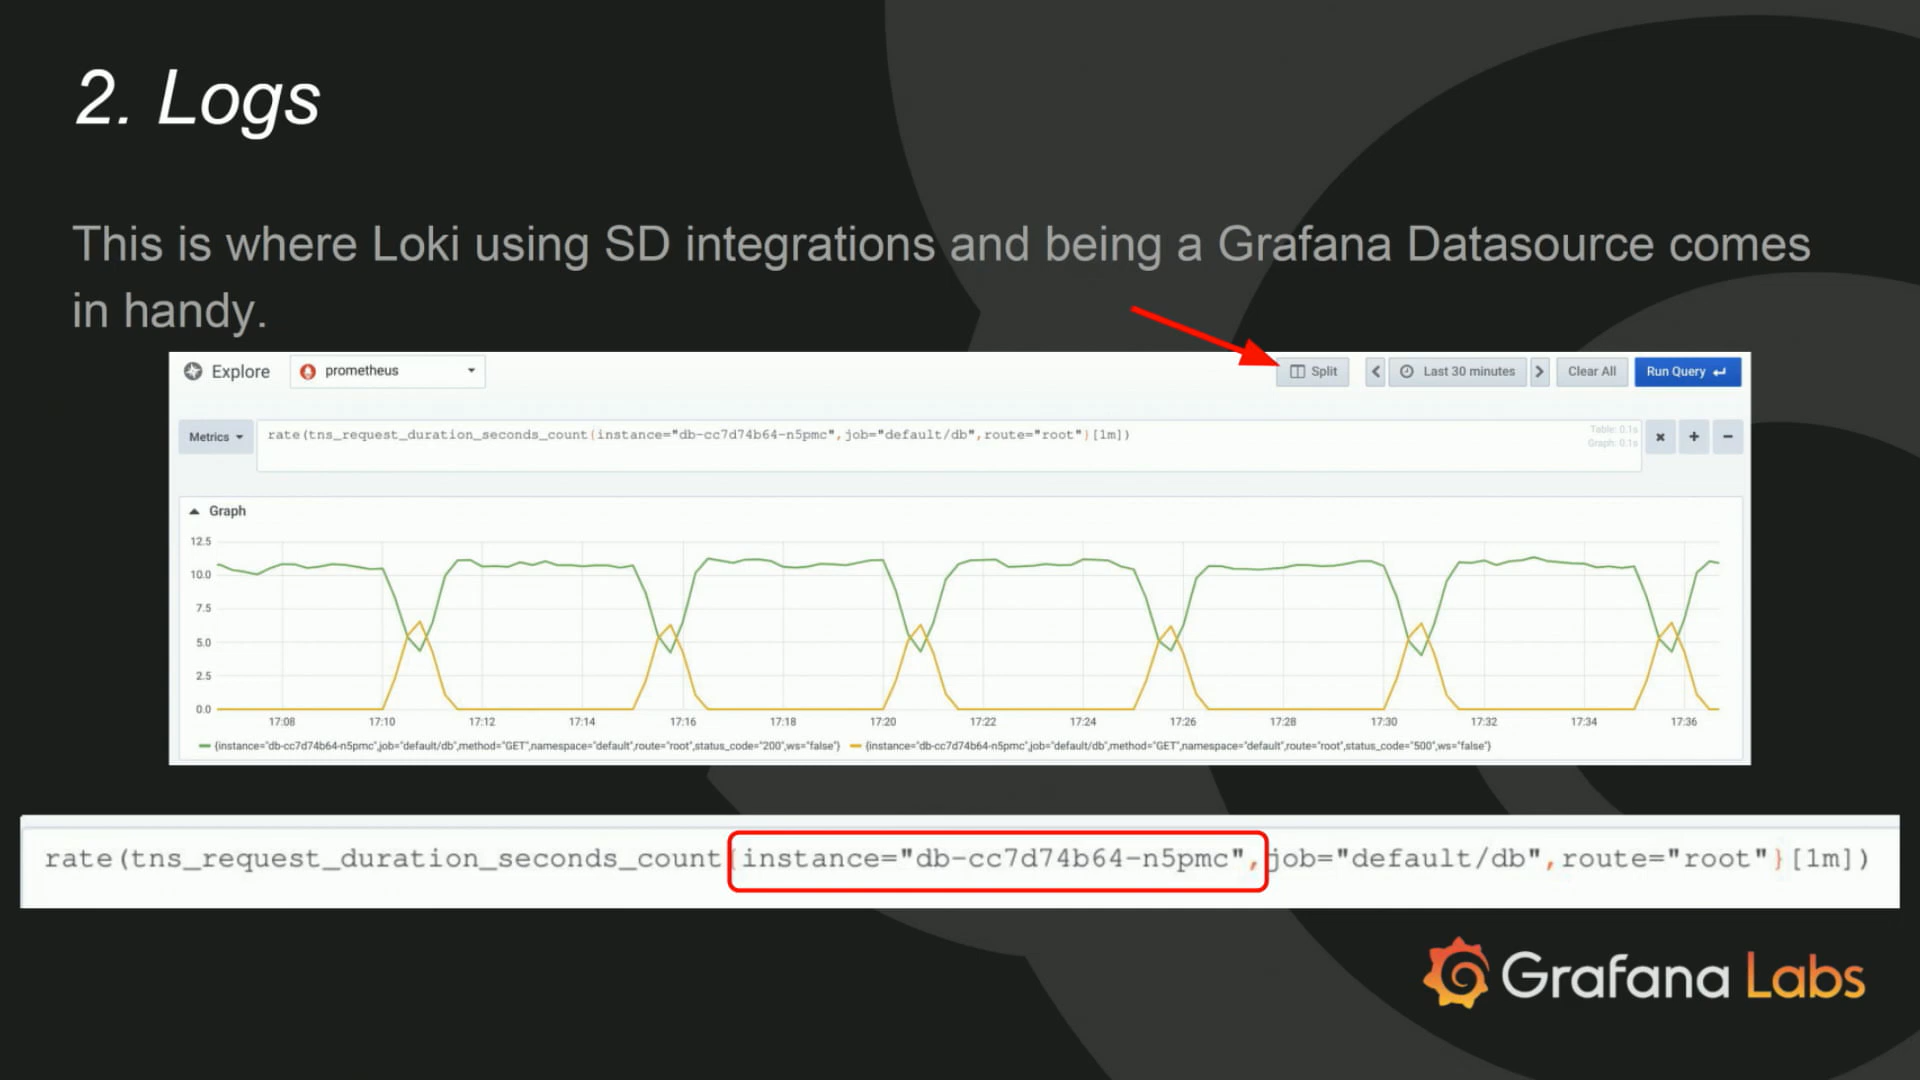 2. Logs
This is where Loki using SD integrations and being a Grafana Datasource comes
in handy.
Explore
prometheus
Split
Last 30 minutes
Clear All
Run Query
Metrics
rate(tns_request_duration_seconds_count{instance="db-cc7d74b64-n5pmc",job="default/db",route="root"}[1m])
Table: 0.1s
Graph: 0.1s
Graph
12.5
10.0
7.5
5.0
2.5
0.0
17:08 17:10 17:12 17:14 17:16 17:18 17:20 17:22 17:24 17:26 17:28 17:30 17:32 17:34 17:36
{instance="db-cc7d74b64-n5pmc",job="default/db",method="GET",namespace="default",route="root",status_code="200",ws="false"} {instance="db-cc7d74b64-n5pmc",job="default/db",method="GET",namespace="default",route="root",status_code="500",ws="false"}
rate(tns_request_duration_seconds_count{instance="db-cc7d74b64-n5pmc",job="default/db",route="root"}[1m])
Grafana Labs